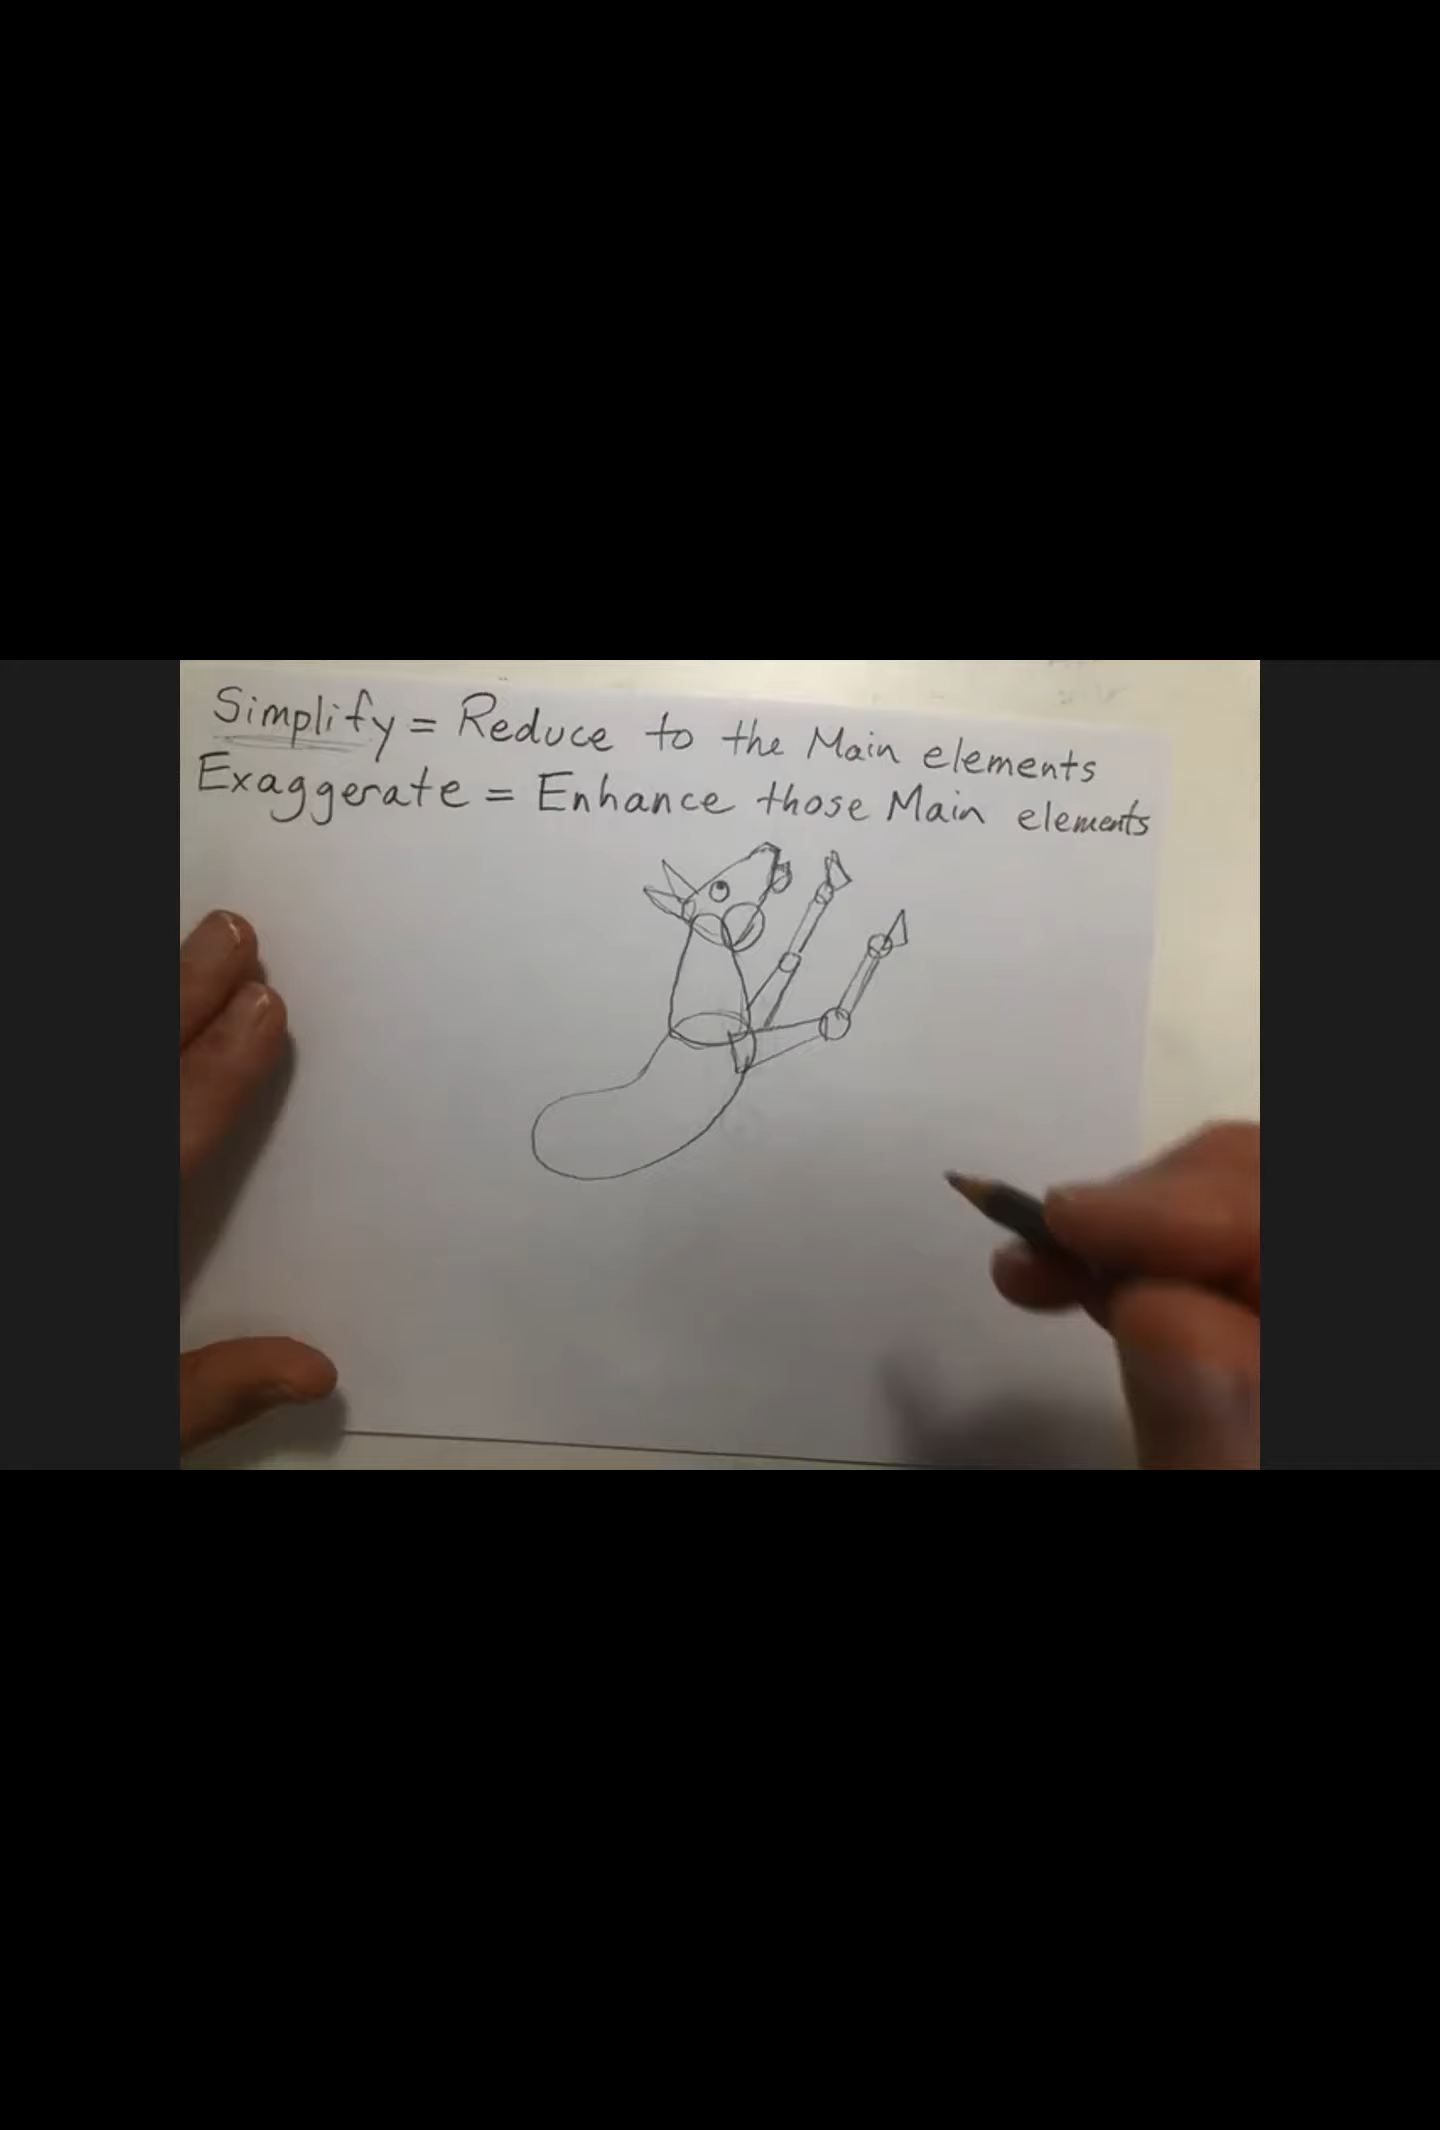 Simplify = Reduce to the Main elements
Exaggerate = Enhance those Main elements